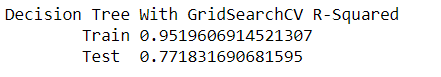 Decision Tree With GridSearchCV R-Squared
Train 0.9519606914521307
Test 0.771831690681595